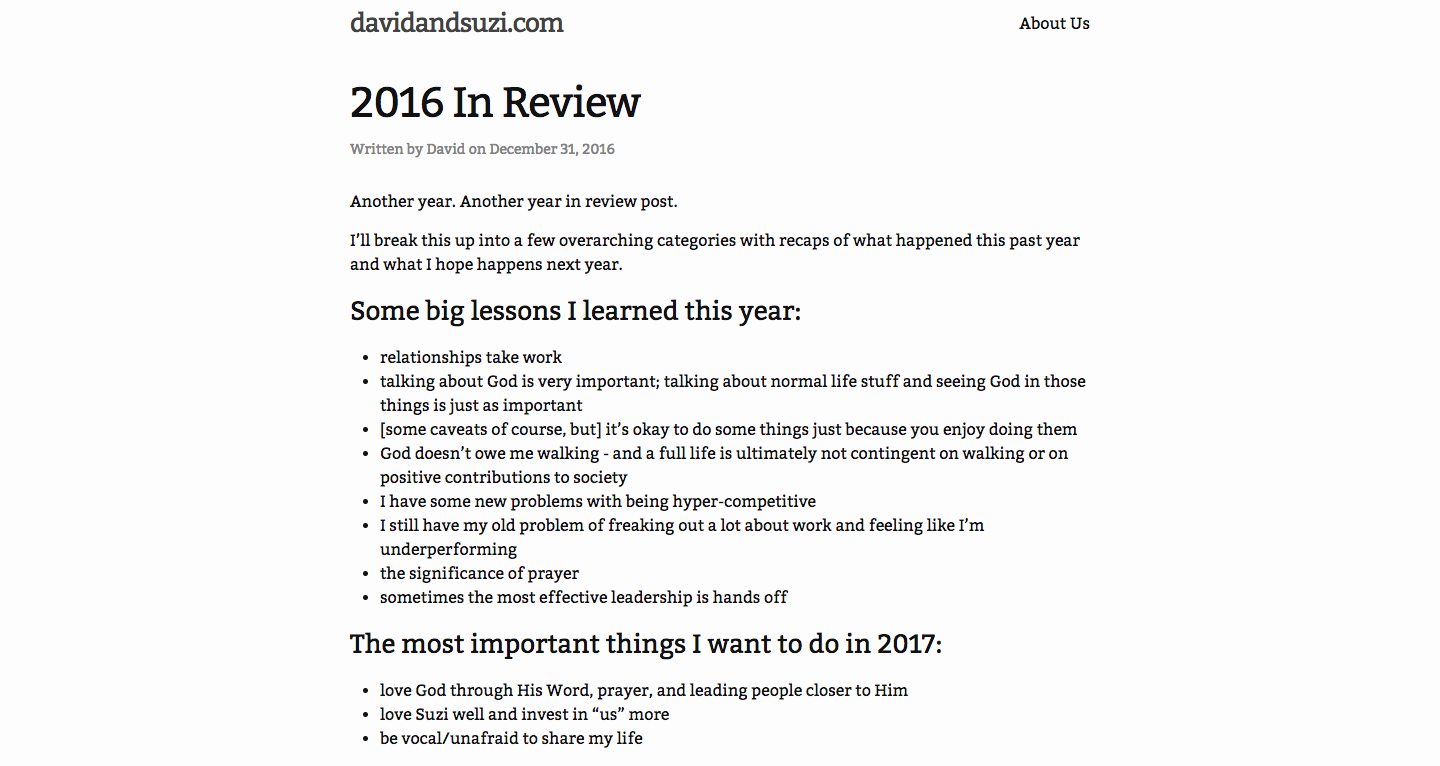 davidandsuzi.com
About Us
2016 In Review
Written by David on December 31, 2016
Another year. Another year in review post.
I’ll break this up into a few overarching categories with recaps of what happened this past year
and what I hope happens next year.
Some big lessons I learned this year:
• relationships take work
• talking about God is very important; talking about normal life stuff and seeing God in those
things is just as important
• [some caveats of course, but] it’s okay to do some things just because you enjoy doing them
• God doesn’t owe me walking - and a full life is ultimately not contingent on walking or on
positive contributions to society
• I have some new problems with being hyper-competitive
• I still have my old problem of freaking out a lot about work and feeling like I’m
underperforming
• the significance of prayer
• sometimes the most effective leadership is hands off
The most important things I want to do in 2017:
• love God through His Word, prayer, and leading people closer to Him
• love Suzi well and invest in “us” more
• be vocal/unafraid to share my life